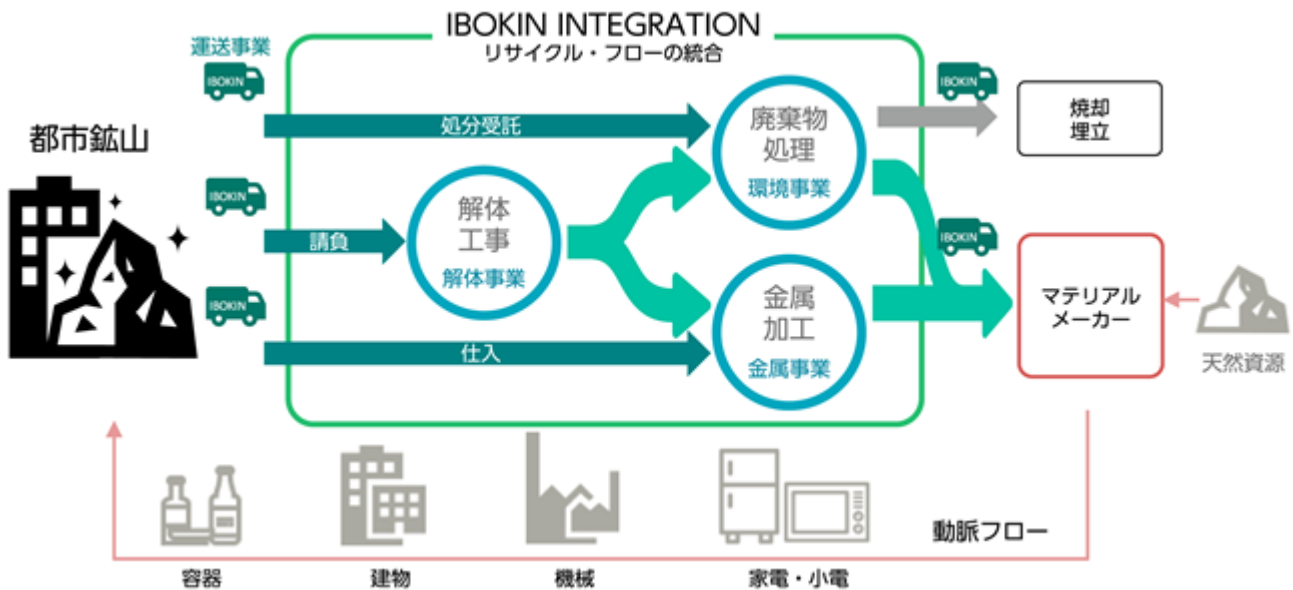 IBOKIN INTEGRATION
リサイクル・フローの統合
運送事業
IBOKIN
IBOKIN
都市鉱山
処分受託
廃棄物
処理
環境事業
焼却
埋立
IBOKIN
請負
解体
工事
解体事業
IBOKIN
IBOKIN
仕入
金属
加工
金属事業
マテリアル
メーカー
天然資源
動脈フロー
容器
建物
機械
家電・小電